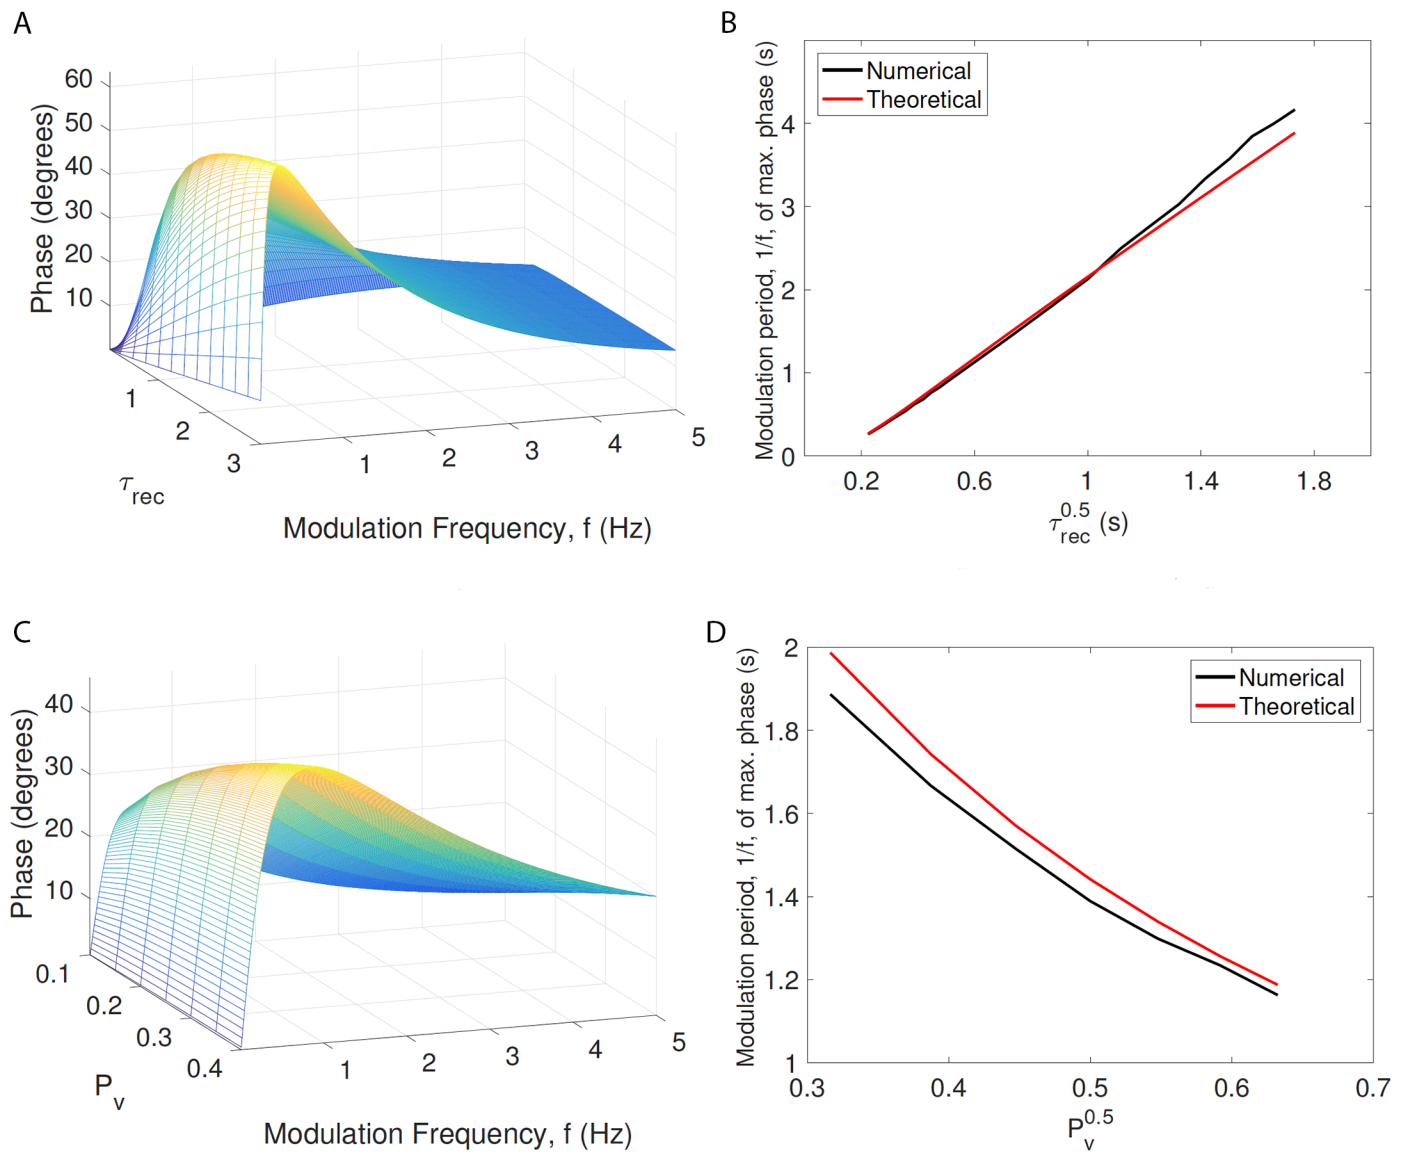 A
60
50
40
30
20
10
Phase (degrees)
1
2
3
τrec
1
2
3
4
5
Modulation Frequency, f (Hz)
B
Numerical
Theoretical
4
3
2
1
0
Modulation period, 1/f, of max. phase (s)
0.2 0.6 1 1.4 1.8
τ0.5rec (s)
C
40
30
20
10
Phase (degrees)
0.1
0.2
0.3
0.4
Pv
1
2
3
4
5
Modulation Frequency, f (Hz)
D
Numerical
Theoretical
2
1.8
1.6
1.4
1.2
1
Modulation period, 1/f, of max. phase (s)
0.3 0.4 0.5 0.6 0.7
P0.5v